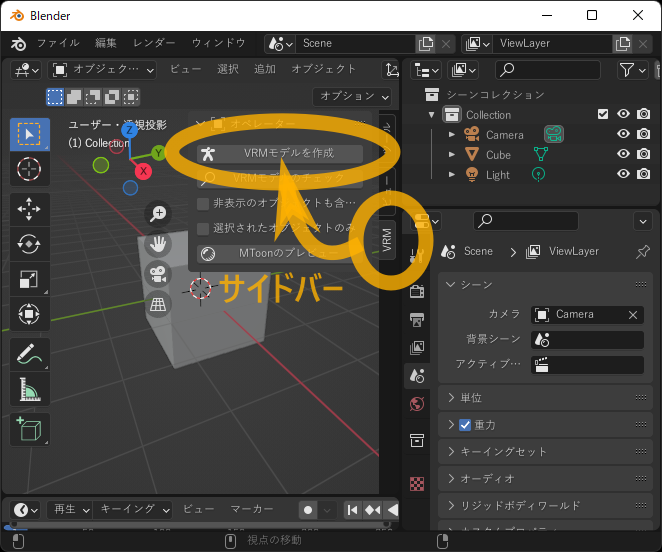 Blender
ファイル 編集 レンダー ウィンドウ Scene ViewLayer
オブジェク… ビュー 選択 追加 オブジェクト
オプション
ユーザー・透視投影
(1) Collection
Z
Y
X
オペレーター
VRMモデルを作成
VRMモデルのチェック
非表示のオブジェクトも含…
選択されたオブジェクトのみ
MToonのプレビュー
VRM
サイドバー
シーンコレクション
Collection
Camera
Cube
Light
Scene ViewLayer
シーン
カメラ Camera
背景シーン
アクティブ…
単位
重力
キーイングセット
オーディオ
リジッドボディワールド
再生 キーイング ビュー マーカー
視点の移動